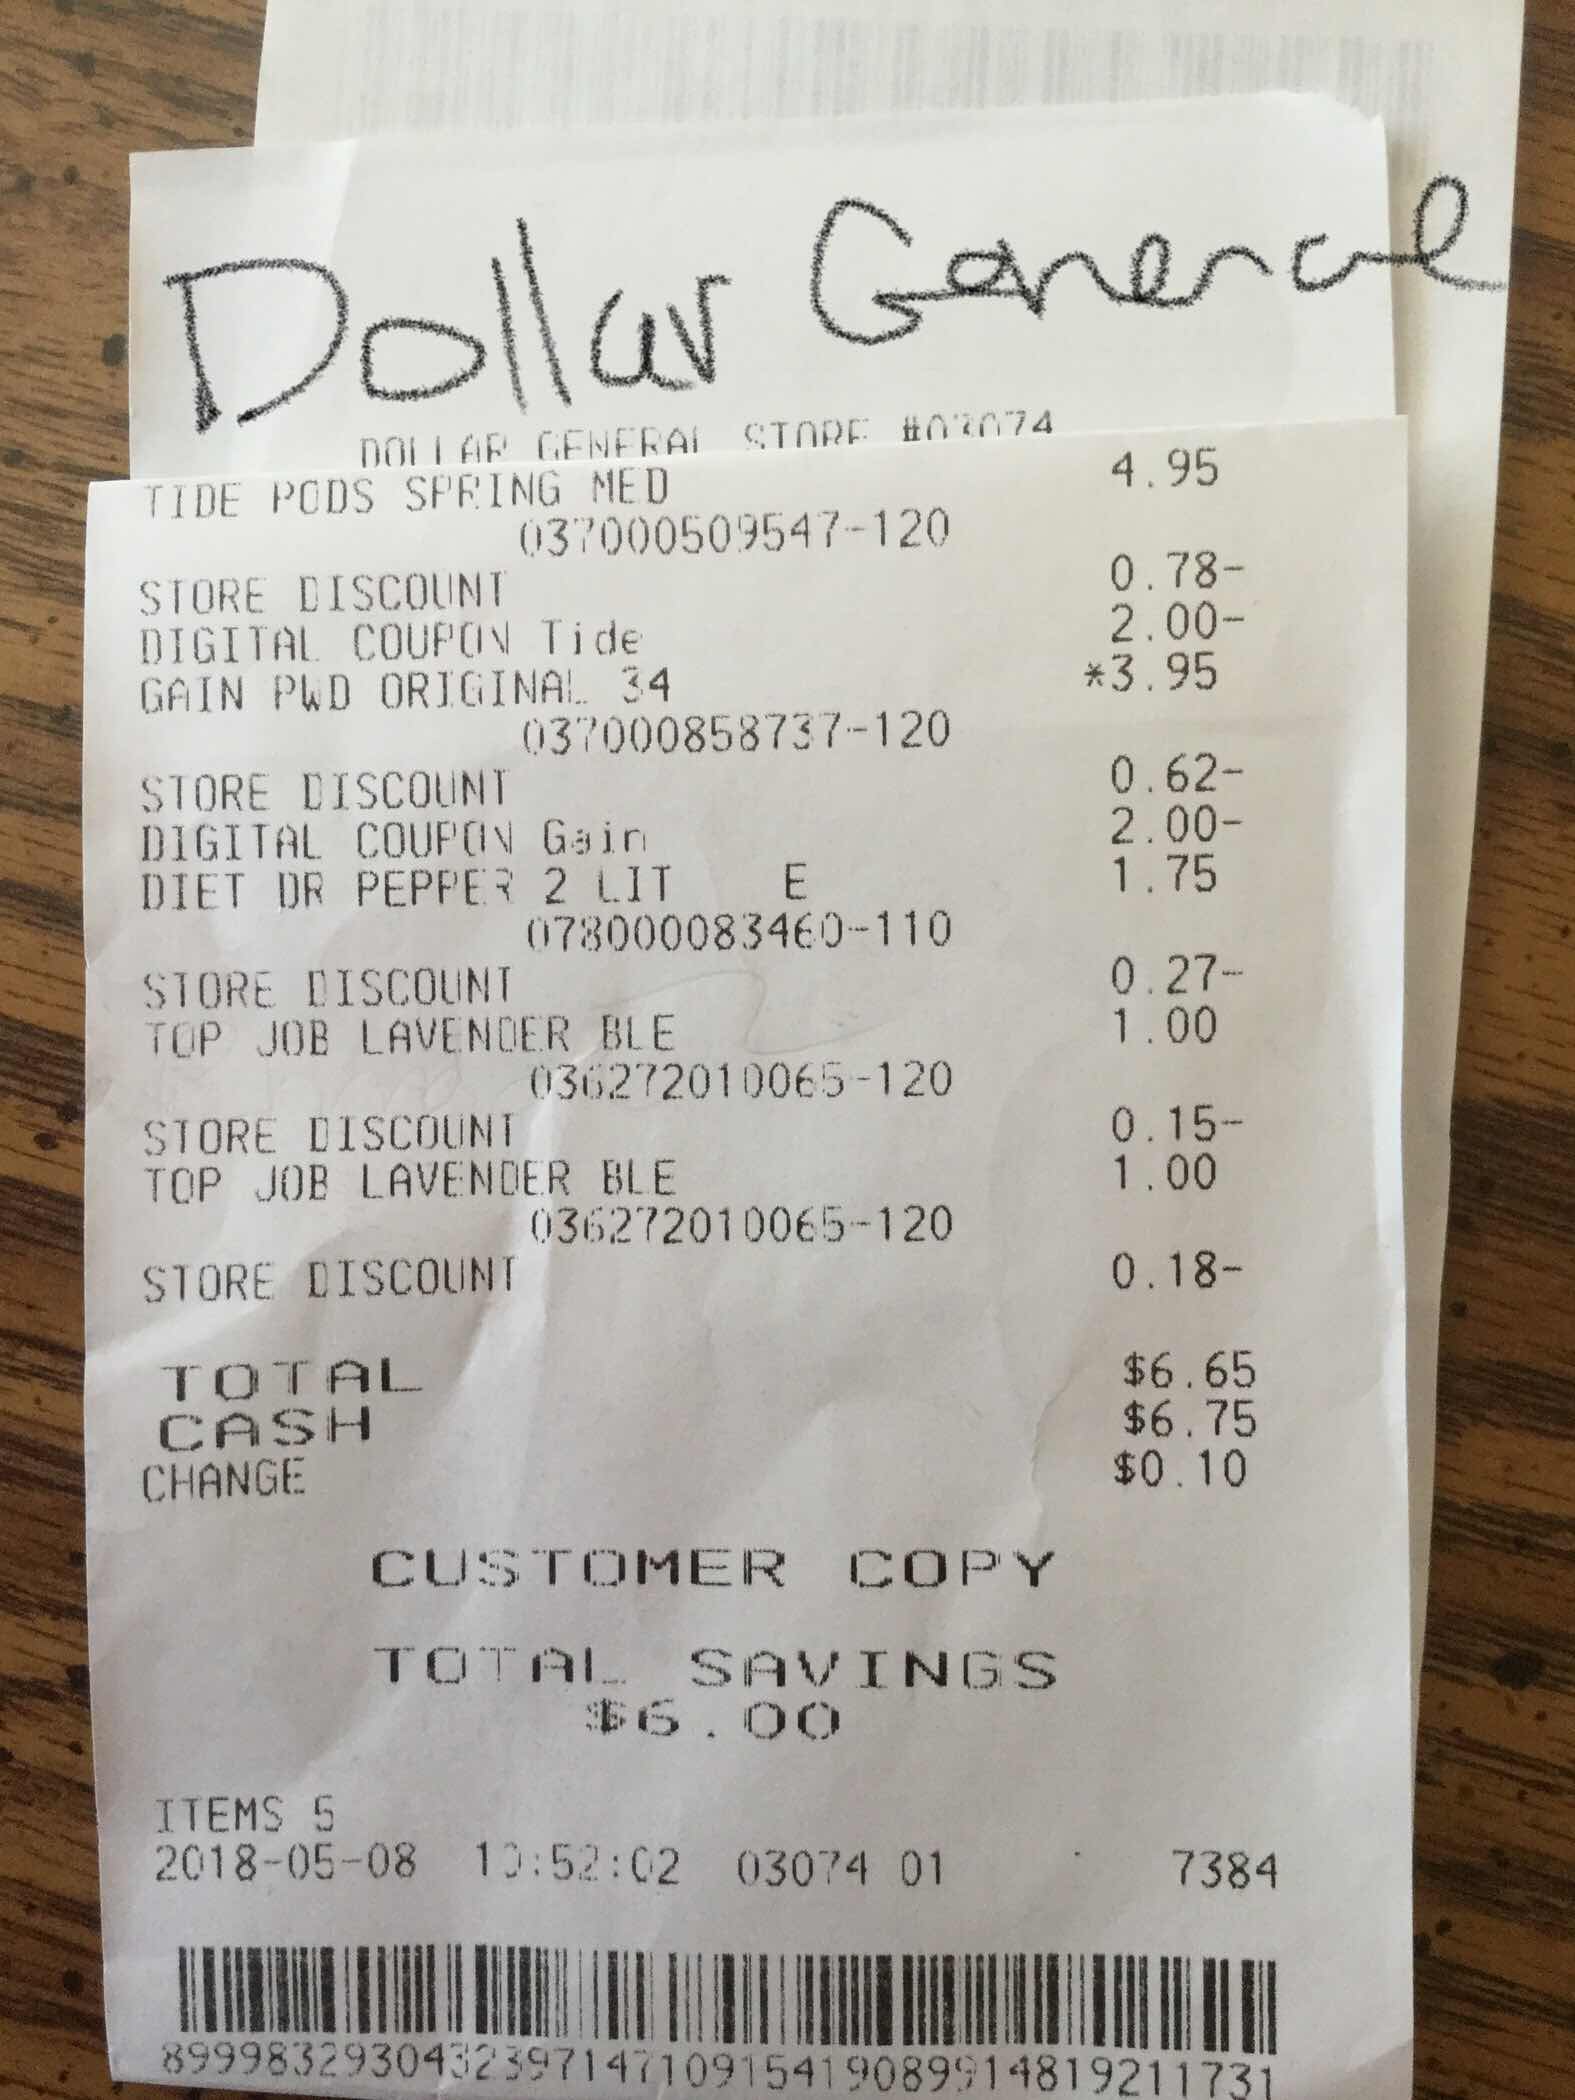 Dollar General
DOLLAR GENERAL STORE #03074
TIDE PODS SPRING MED 4.95
037000509547-120
STORE DISCOUNT 0.78-
DIGITAL COUPON Tide 2.00-
GAIN PWD ORIGINAL 34 *3.95
037000858737-120
STORE DISCOUNT 0.62-
DIGITAL COUPON Gain 2.00-
DIET DR PEPPER 2 LIT E 1.75
078000083460-110
STORE DISCOUNT 0.27-
TOP JOB LAVENDER BLE 1.00
036272010065-120
STORE DISCOUNT 0.15-
TOP JOB LAVENDER BLE 1.00
036272010065-120
STORE DISCOUNT 0.18-
TOTAL $6.65
CASH $6.75
CHANGE $0.10
CUSTOMER COPY
TOTAL SAVINGS
$6.00
ITEMS 5
2018-05-08 10:52:02 03074 01 7384
899983293043239714710915419089914819211731